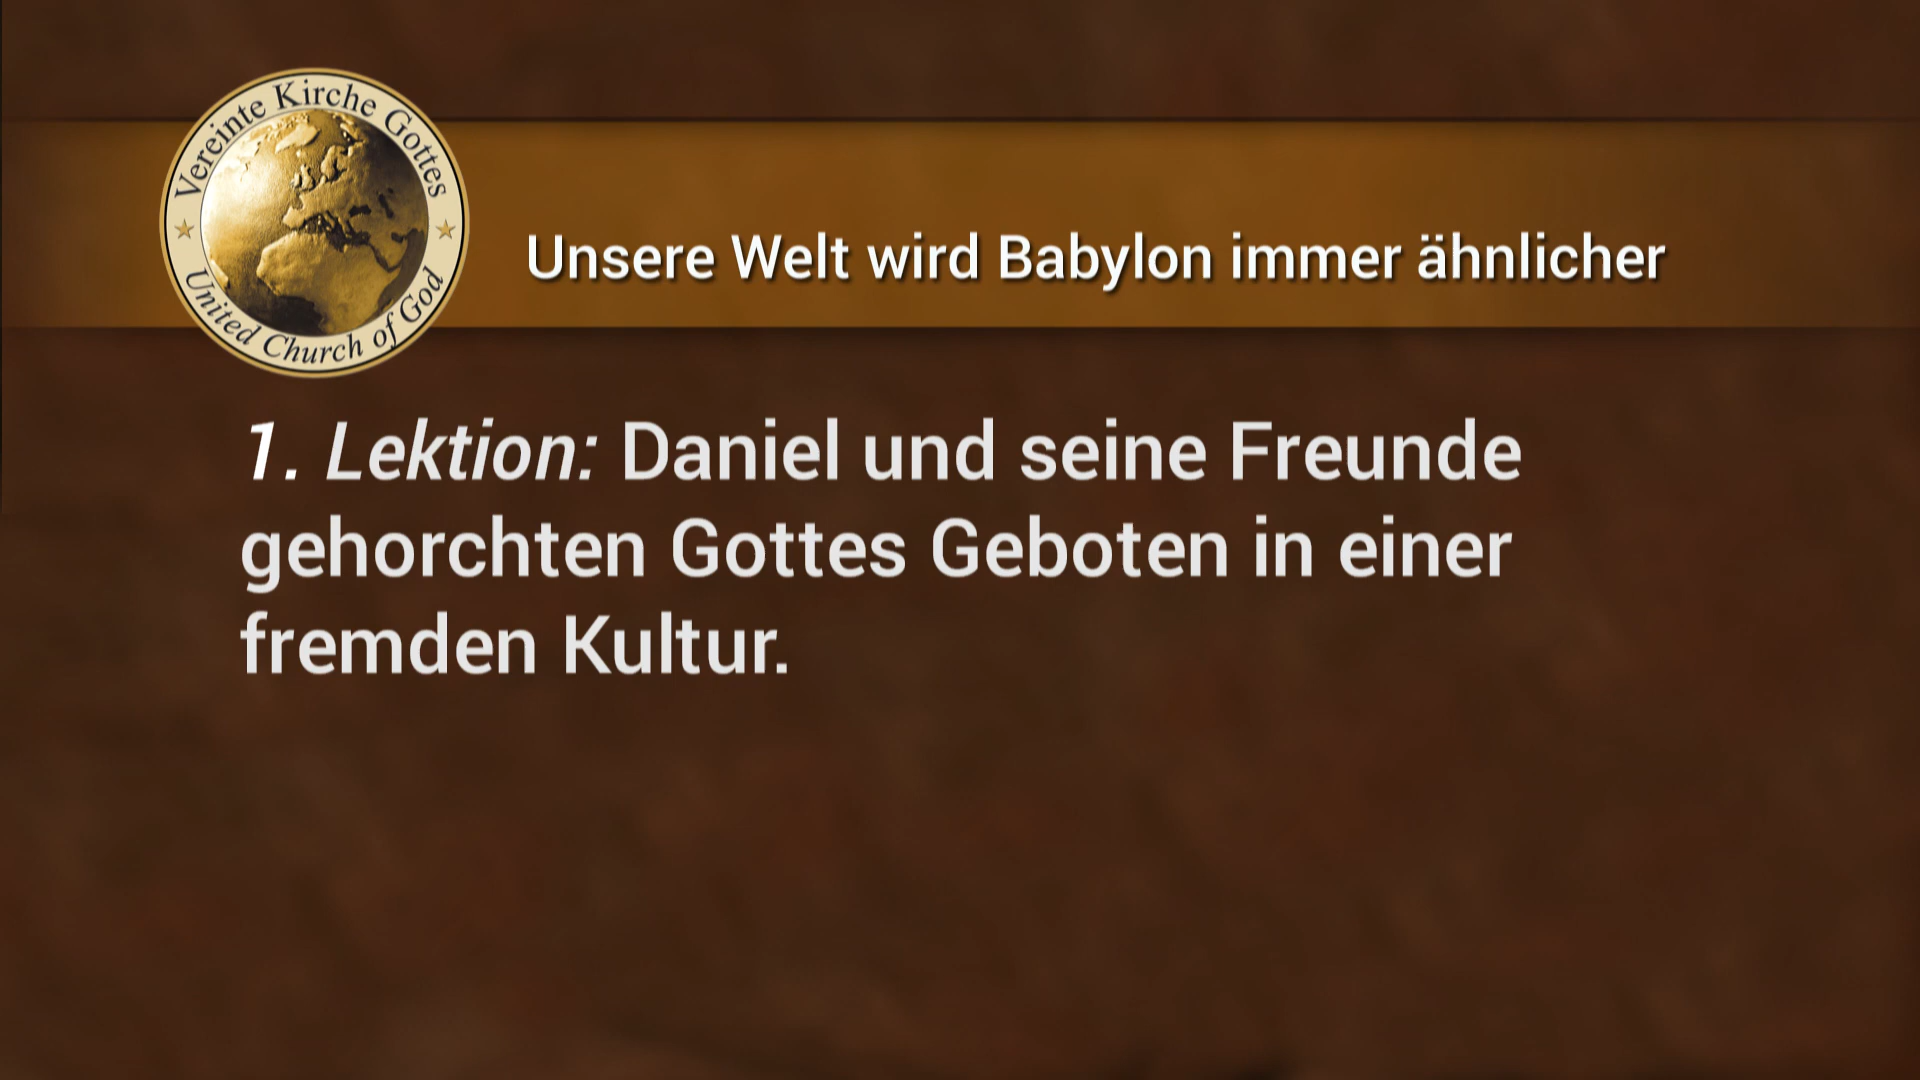 Vereinte Kirche Gottes
United Church of God
Unsere Welt wird Babylon immer ähnlicher
1. Lektion: Daniel und seine Freunde
gehorchten Gottes Geboten in einer
fremden Kultur.